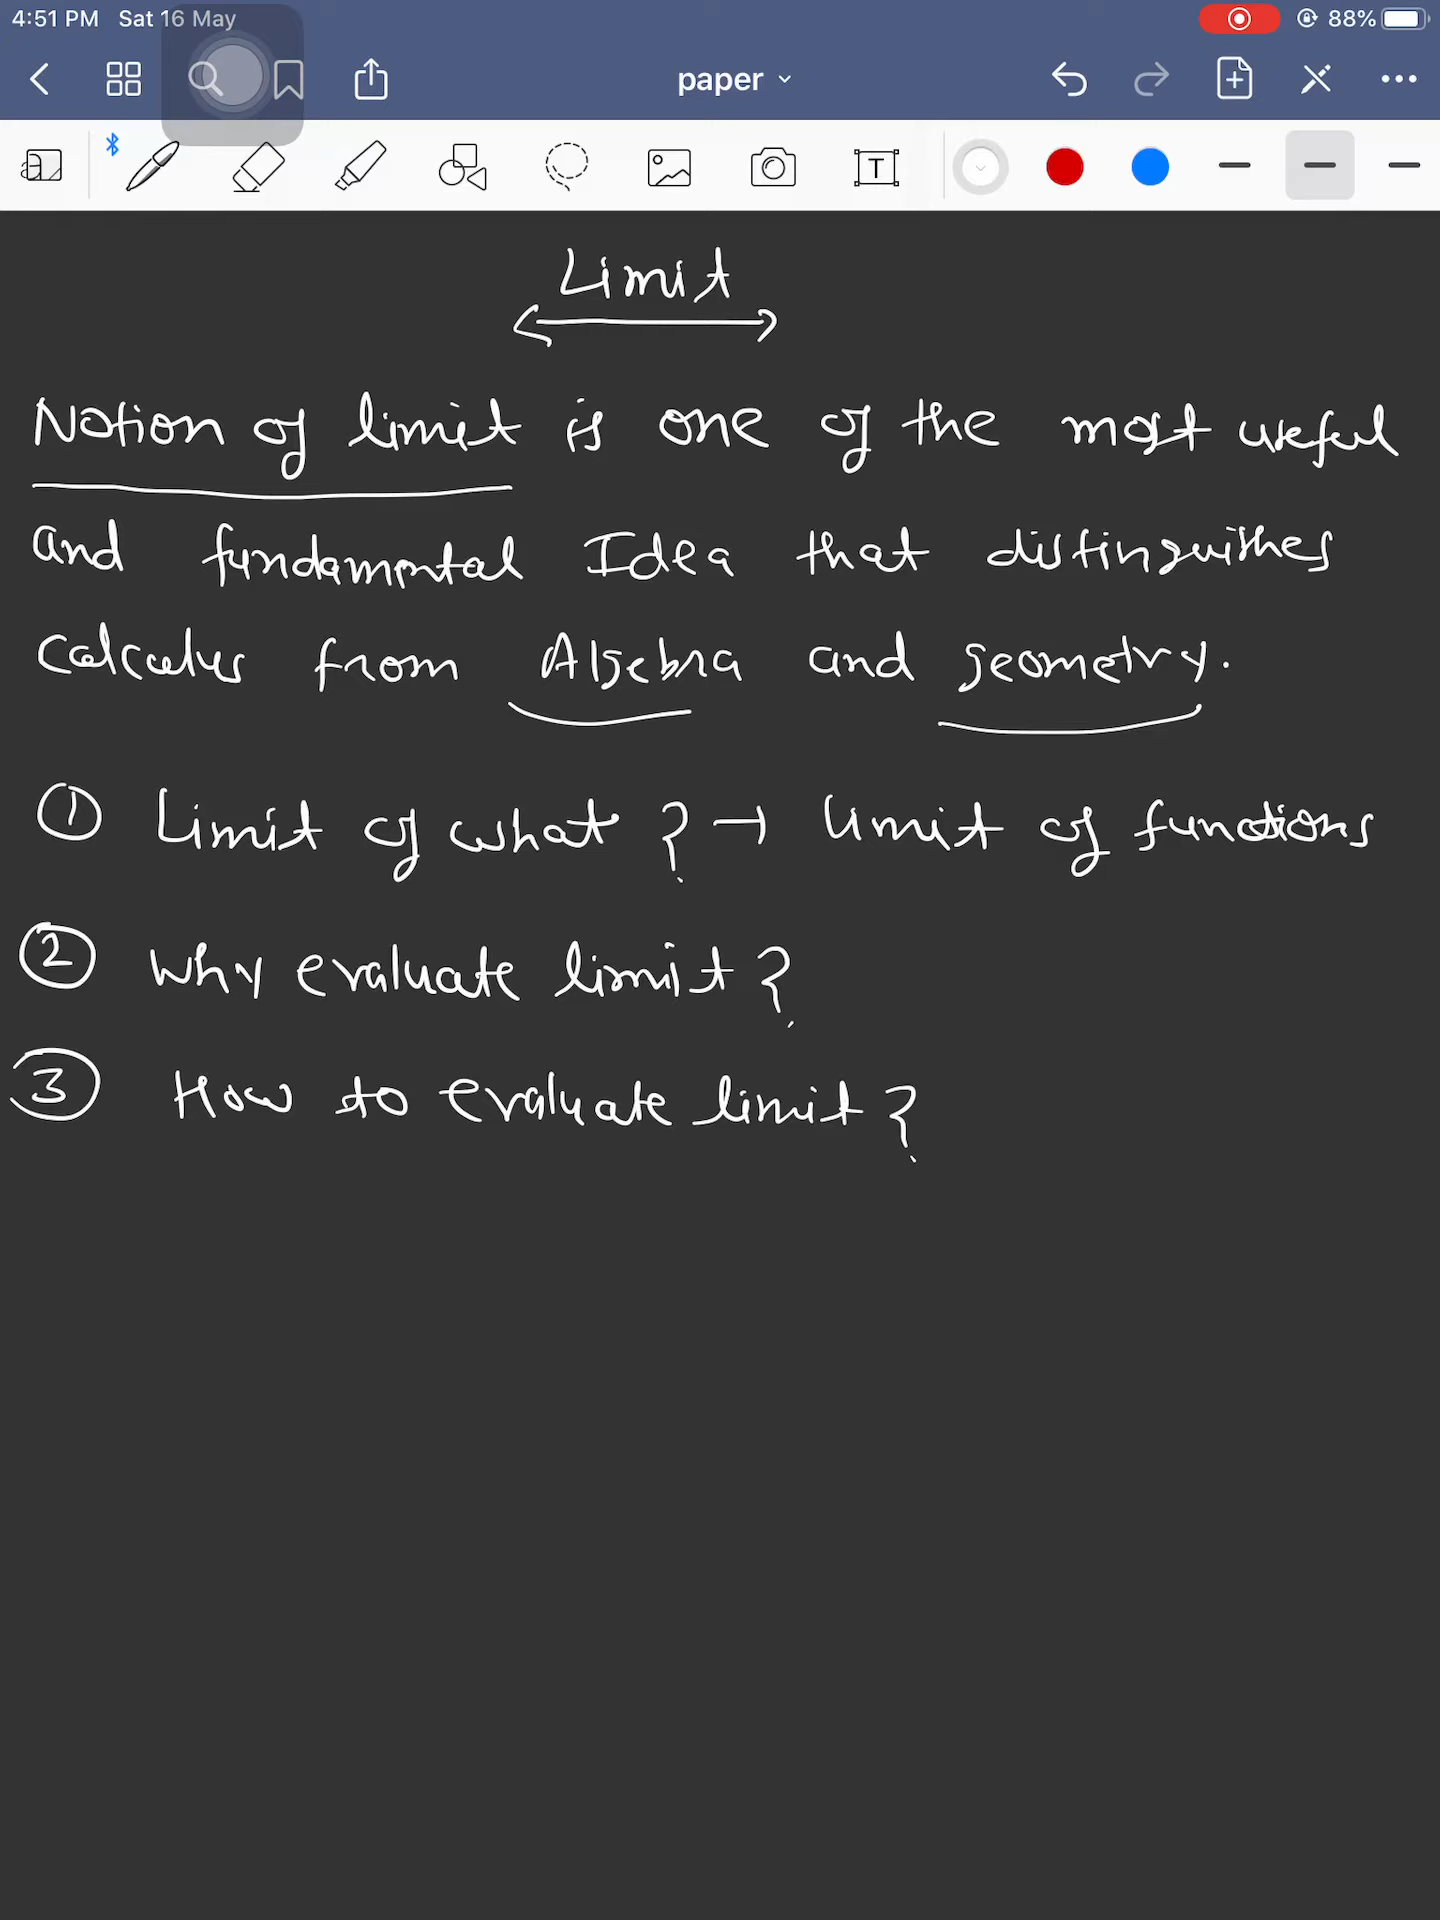 4:51 PM Sat 16 May 88%
paper
T
Limit
Notion of limit is one of the most useful
and fundamental Idea that distinguishes
calculus from Algebra and geometry.
① Limit of what ? → limit of functions
② Why evaluate limit ?
③ How to evaluate limit ?